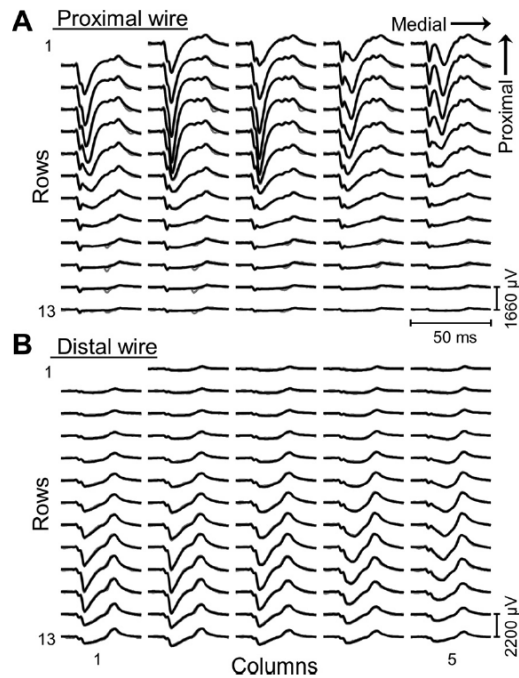 A Proximal wire
Medial
Proximal
1
Rows
13
1660 µV
50 ms
B Distal wire
1
Rows
13
2200 µV
1 Columns 5